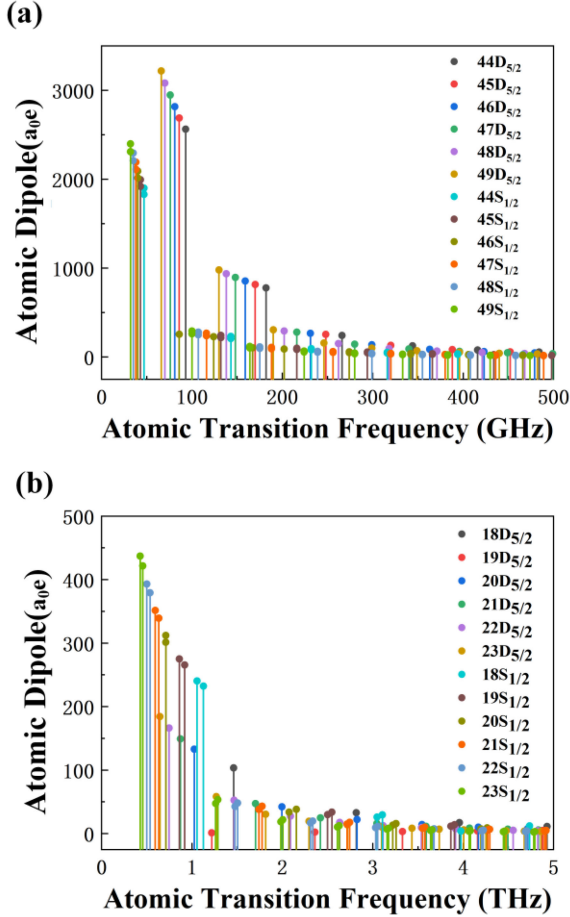 (a)
Atomic Dipole(a₀e)
3000
2000
1000
0
0
100
200
300
400
500
Atomic Transition Frequency (GHz)
44D5/2
45D5/2
46D5/2
47D5/2
48D5/2
49D5/2
44S1/2
45S1/2
46S1/2
47S1/2
48S1/2
49S1/2
(b)
Atomic Dipole(a₀e)
500
400
300
200
100
0
0
1
2
3
4
5
Atomic Transition Frequency (THz)
18D5/2
19D5/2
20D5/2
21D5/2
22D5/2
23D5/2
18S1/2
19S1/2
20S1/2
21S1/2
22S1/2
23S1/2